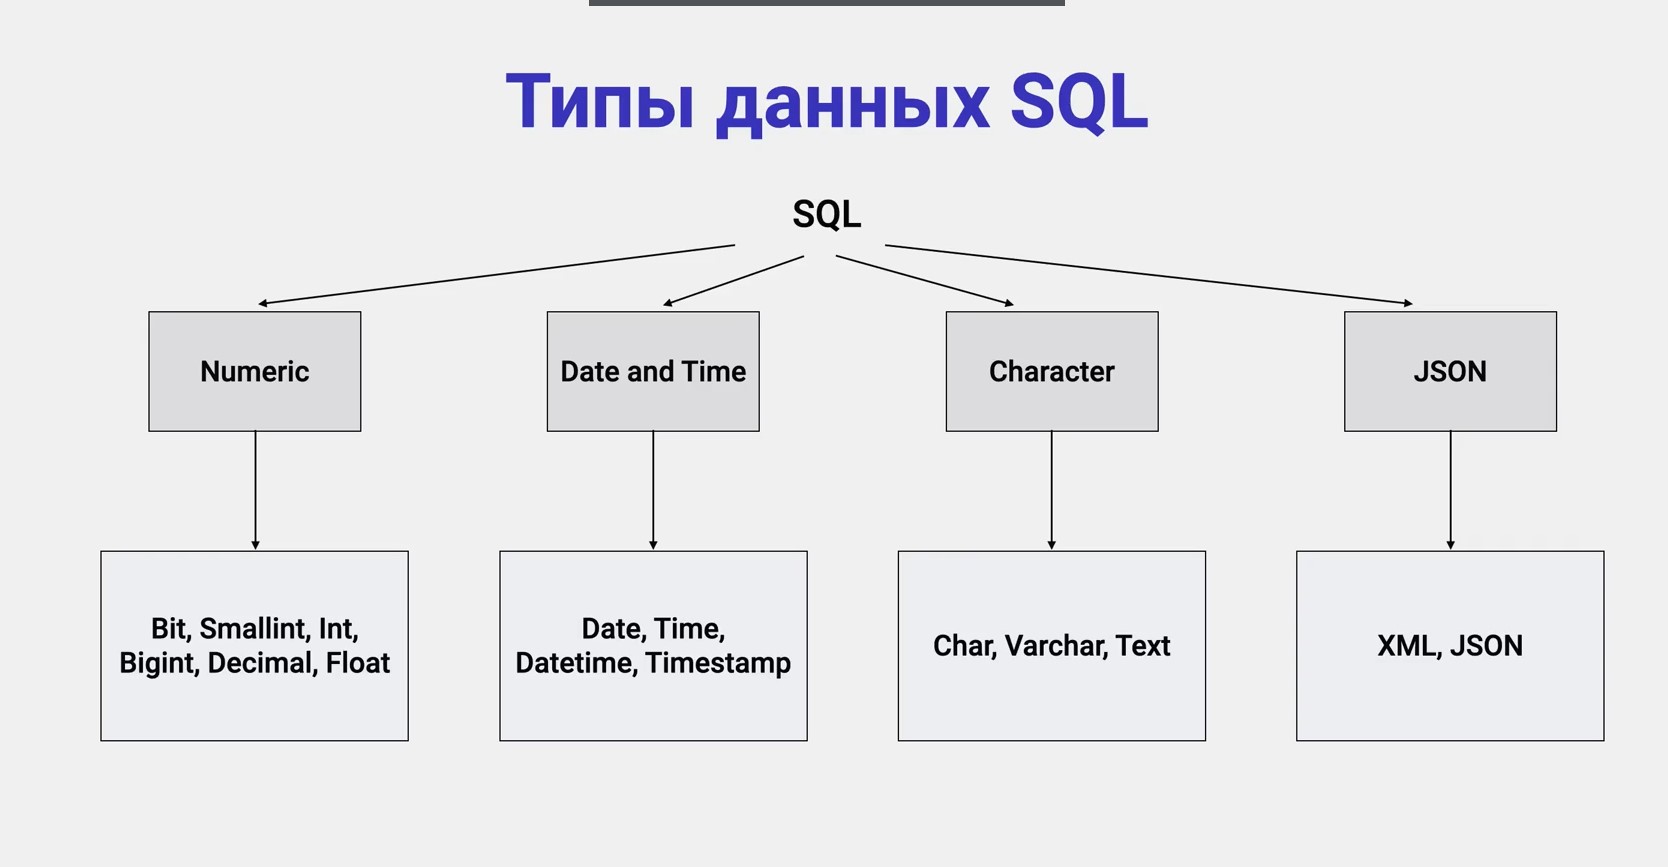 Типы данных SQL
SQL
Numeric
Date and Time
Character
JSON
Bit, Smallint, Int,
Bigint, Decimal, Float
Date, Time,
Datetime, Timestamp
Char, Varchar, Text
XML, JSON